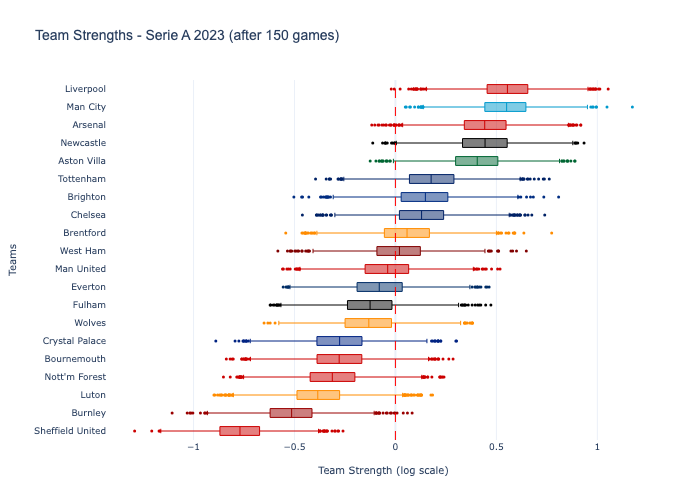 Team Strengths - Serie A 2023 (after 150 games)
Liverpool
Man City
Arsenal
Newcastle
Aston Villa
Tottenham
Brighton
Chelsea
Brentford
West Ham
Man United
Everton
Fulham
Wolves
Crystal Palace
Bournemouth
Nott'm Forest
Luton
Burnley
Sheffield United
Teams
−1 −0.5 0 0.5 1
Team Strength (log scale)